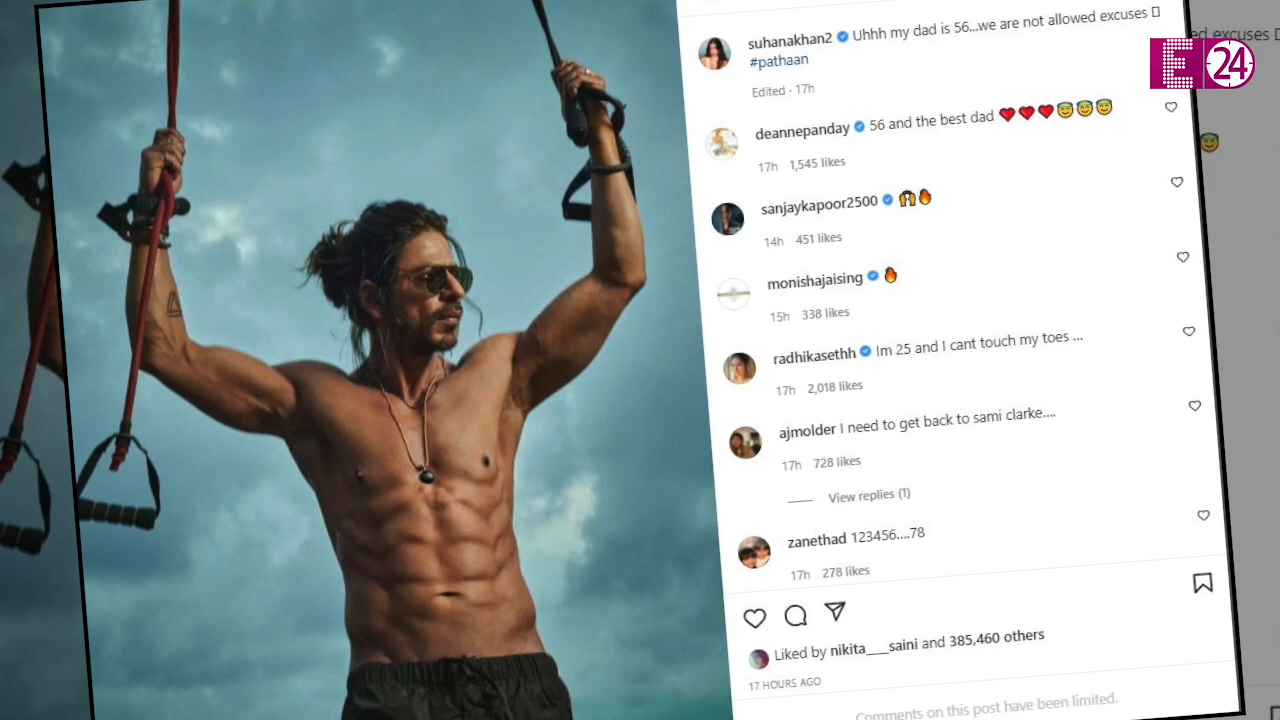 suhanakhan2 Uhhh my dad is 56...we are not allowed excuses
#pathaan
Edited · 17h
deannepanday 56 and the best dad ❤️❤️❤️😇😇😇
17h 1,545 likes
sanjaykapoor2500 🙌🔥
14h 451 likes
monishajaising 🔥
15h 338 likes
radhikasethh Im 25 and I cant touch my toes ...
17h 2,018 likes
ajmolder I need to get back to sami clarke....
17h 728 likes
View replies (1)
zanethad 123456....78
17h 278 likes
Liked by nikita___saini and 385,460 others
17 HOURS AGO
Comments on this post have been limited.
ed excuses
E 24